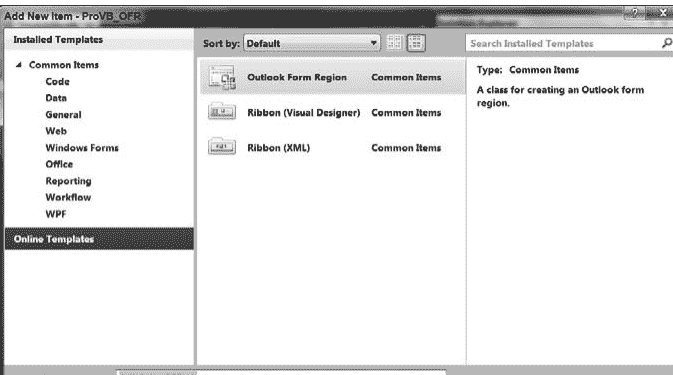 Add New Item - ProVB_OFR
Installed Templates
Sort by: Default
Search Installed Templates
Common Items
Code
Data
General
Web
Windows Forms
Office
Reporting
Workflow
WPF
Online Templates
Outlook Form Region Common Items
Ribbon (Visual Designer) Common Items
Ribbon (XML) Common Items
Type: Common Items
A class for creating an Outlook form
region.